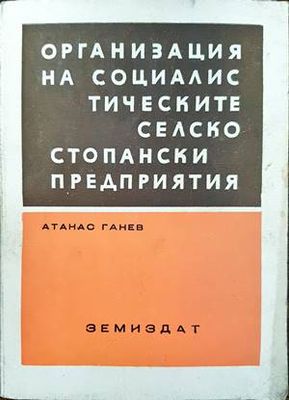 ОРГАНИЗАЦИЯ
НА СОЦИАЛИС
ТИЧЕСКИТЕ
СЕЛСКО
СТОПАНСКИ
ПРЕДПРИЯТИЯ
АТАНАС ГАНЕВ
ЗЕМИЗДАТ